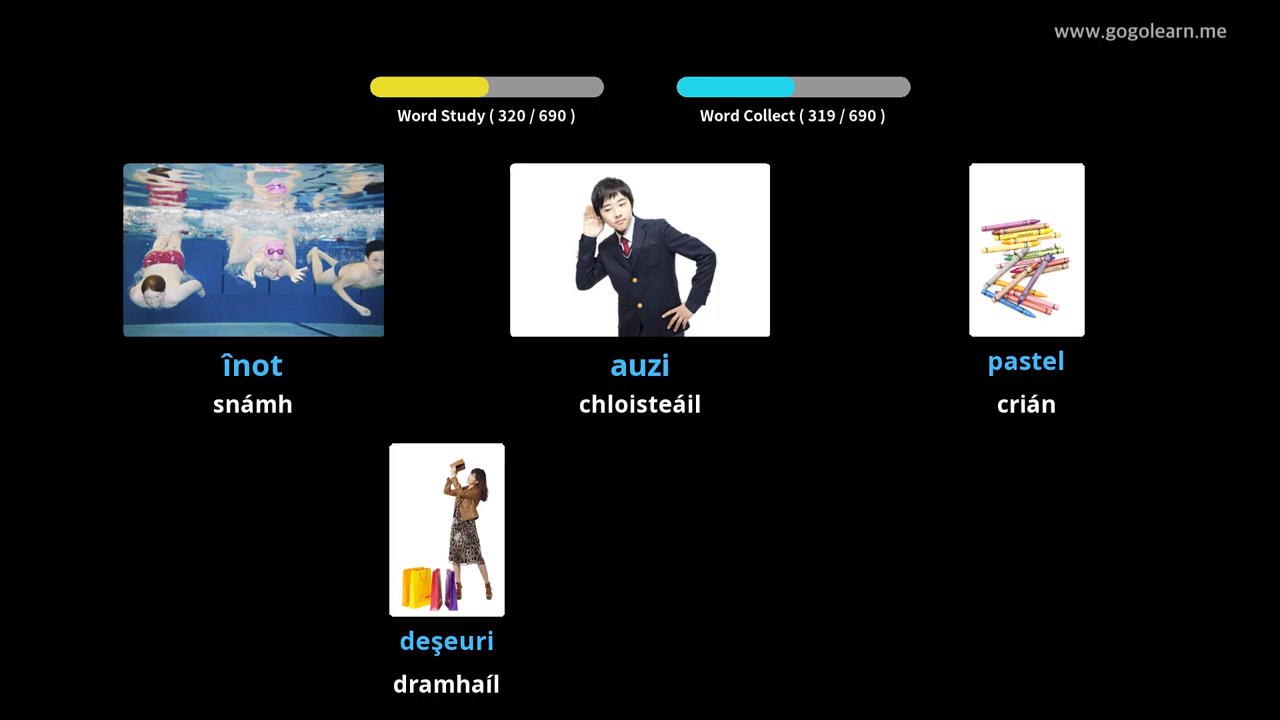 www.gogolearn.me
Word Study ( 320 / 690 )
Word Collect ( 319 / 690 )
înot
auzi
pastel
snámh
chloisteáil
crián
deşeuri
dramhaíl